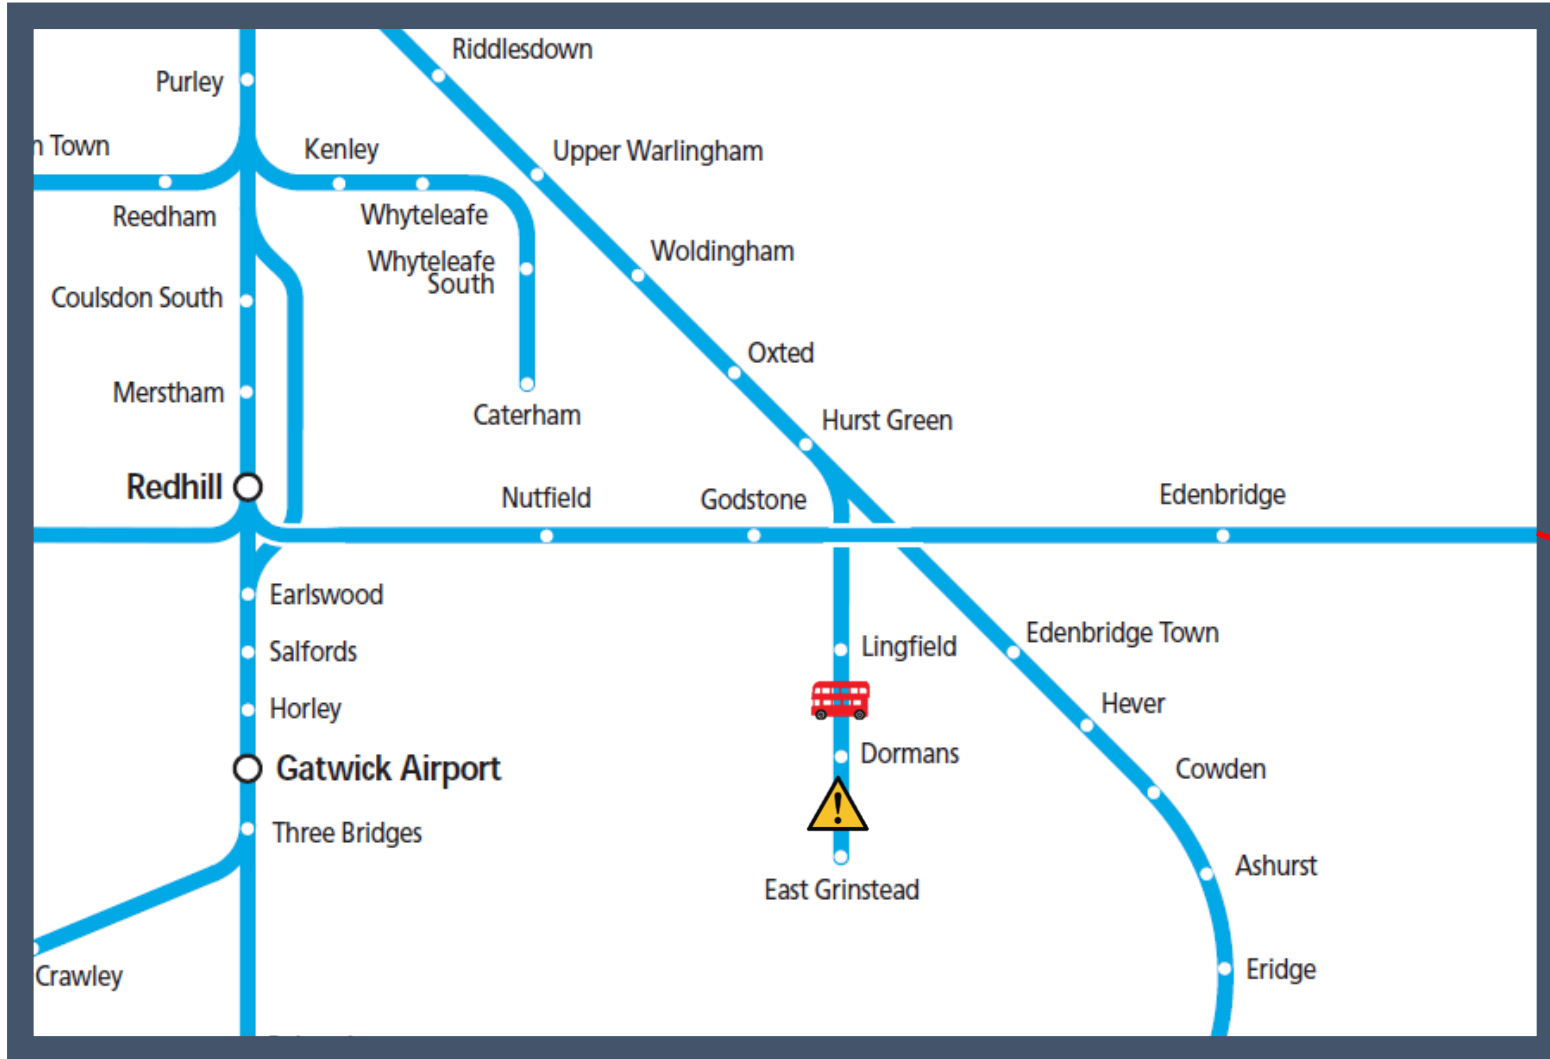 Riddlesdown
Purley
n Town
Kenley
Upper Warlingham
Reedham
Whyteleafe
Woldingham
Whyteleafe
South
Coulsdon South
Oxted
Merstham
Caterham
Hurst Green
Redhill
Nutfield
Godstone
Edenbridge
Earlswood
Edenbridge Town
Salfords
Lingfield
Horley
Hever
Dormans
Gatwick Airport
Cowden
Three Bridges
Ashurst
East Grinstead
Eridge
Crawley